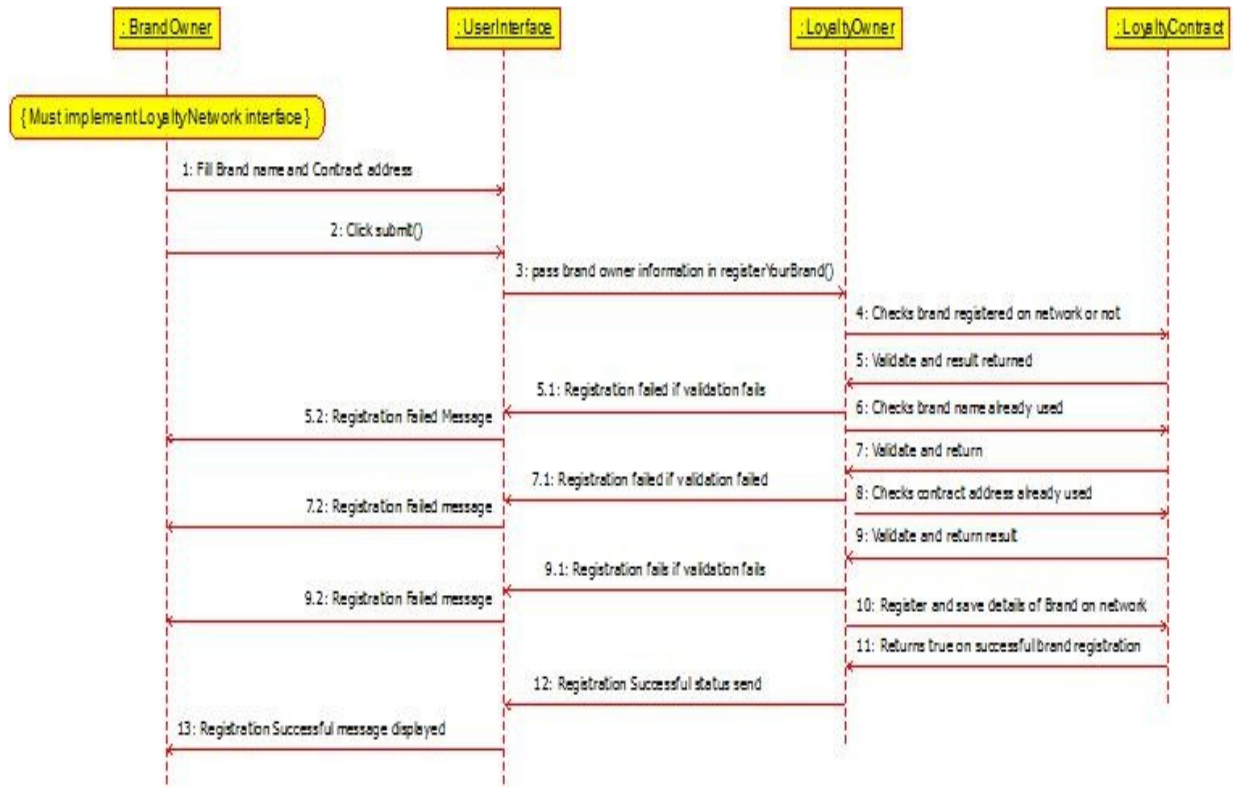 : BrandOwner
: UserInterface
: LoyaltyOwner
: LoyaltyContract
{ Must implement LoyaltyNetwork interface }
1: Fill Brand name and Contract address
2: Click submit()
3: pass brand owner information in registerYourBrand()
4: Checks brand registered on network or not
5: Validate and result returned
5.1: Registration failed if validation fails
5.2: Registration Failed Message
6: Checks brand name already used
7: Validate and return
7.1: Registration failed if validation failed
7.2: Registration Failed message
8: Checks contract address already used
9: Validate and return result
9.1: Registration fails if validation fails
9.2: Registration Failed message
10: Register and save details of Brand on network
11: Returns true on successful brand registration
12: Registration Successful status send
13: Registration Successful message displayed